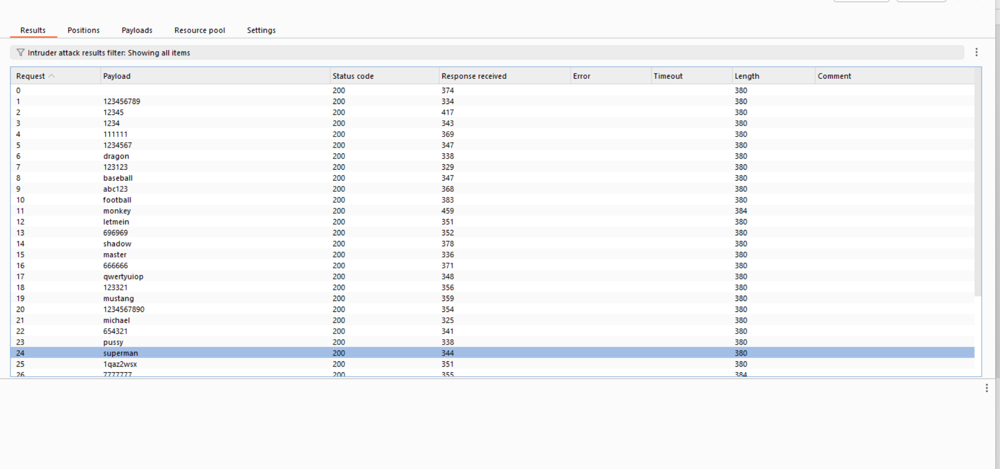 Results Positions Payloads Resource pool Settings
Intruder attack results filter: Showing all items
Request Payload Status code Response received Error Timeout Length Comment
0 200 374 380
1 123456789 200 334 380
2 12345 200 417 380
3 1234 200 343 380
4 111111 200 369 380
5 1234567 200 347 380
6 dragon 200 338 380
7 123123 200 329 380
8 baseball 200 347 380
9 abc123 200 368 380
10 football 200 383 380
11 monkey 200 459 384
12 letmein 200 351 380
13 696969 200 352 380
14 shadow 200 378 380
15 master 200 336 380
16 666666 200 371 380
17 qwertyuiop 200 348 380
18 123321 200 356 380
19 mustang 200 359 380
20 1234567890 200 354 380
21 michael 200 325 380
22 654321 200 341 380
23 pussy 200 338 380
24 superman 200 344 380
25 1qaz2wsx 200 351 380
26 7777777 200 355 384